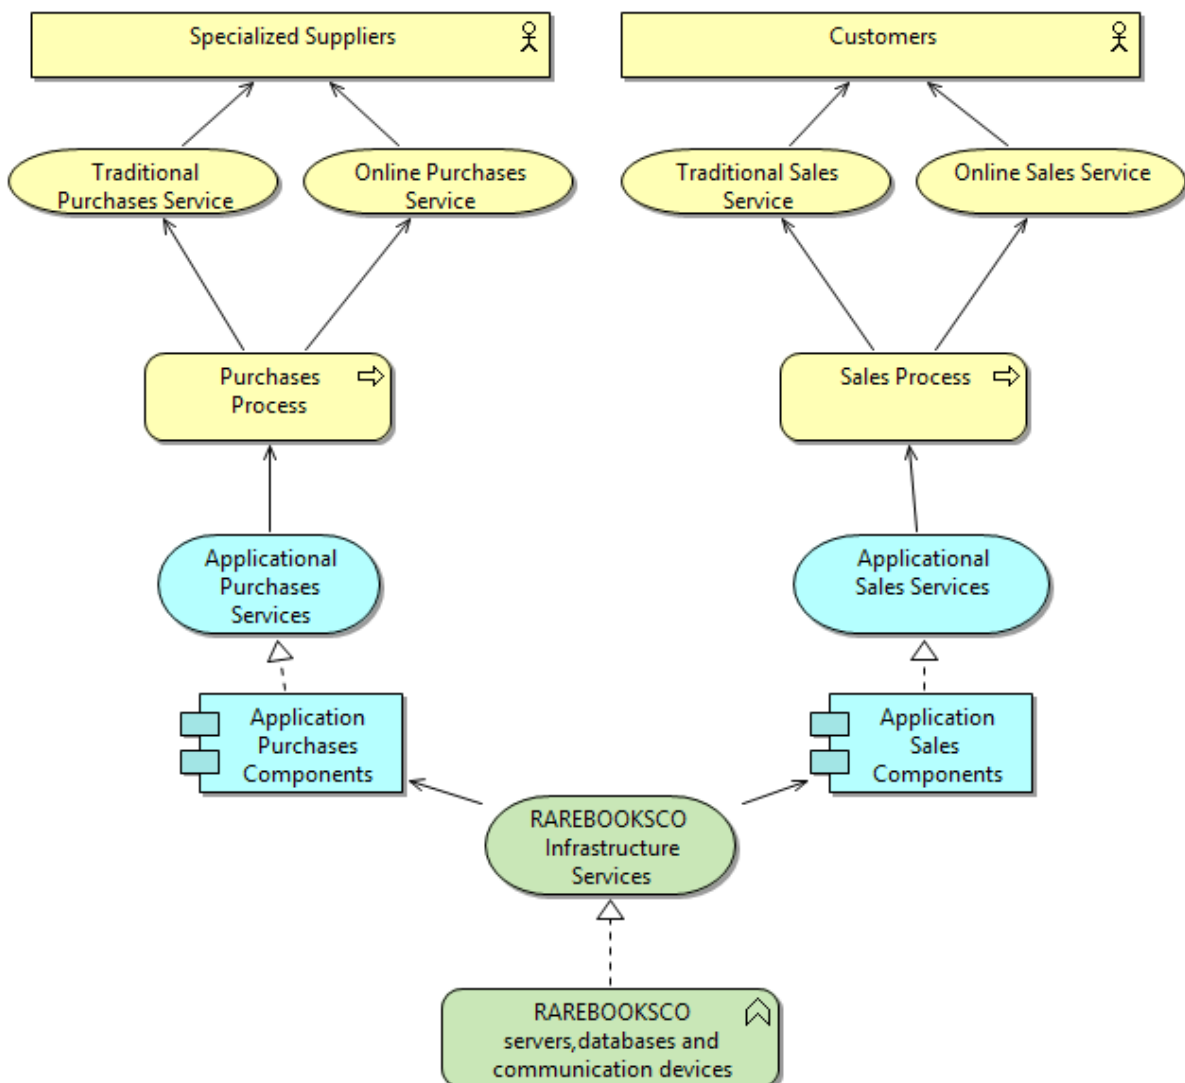 Specialized Suppliers
Customers
Traditional
Purchases Service
Online Purchases
Service
Traditional Sales
Service
Online Sales Service
Purchases
Process
Sales Process
Applicational
Purchases
Services
Applicational
Sales Services
Application
Purchases
Components
Application
Sales
Components
RAREBOOKSCO
Infrastructure
Services
RAREBOOKSCO
servers,databases and
communication devices